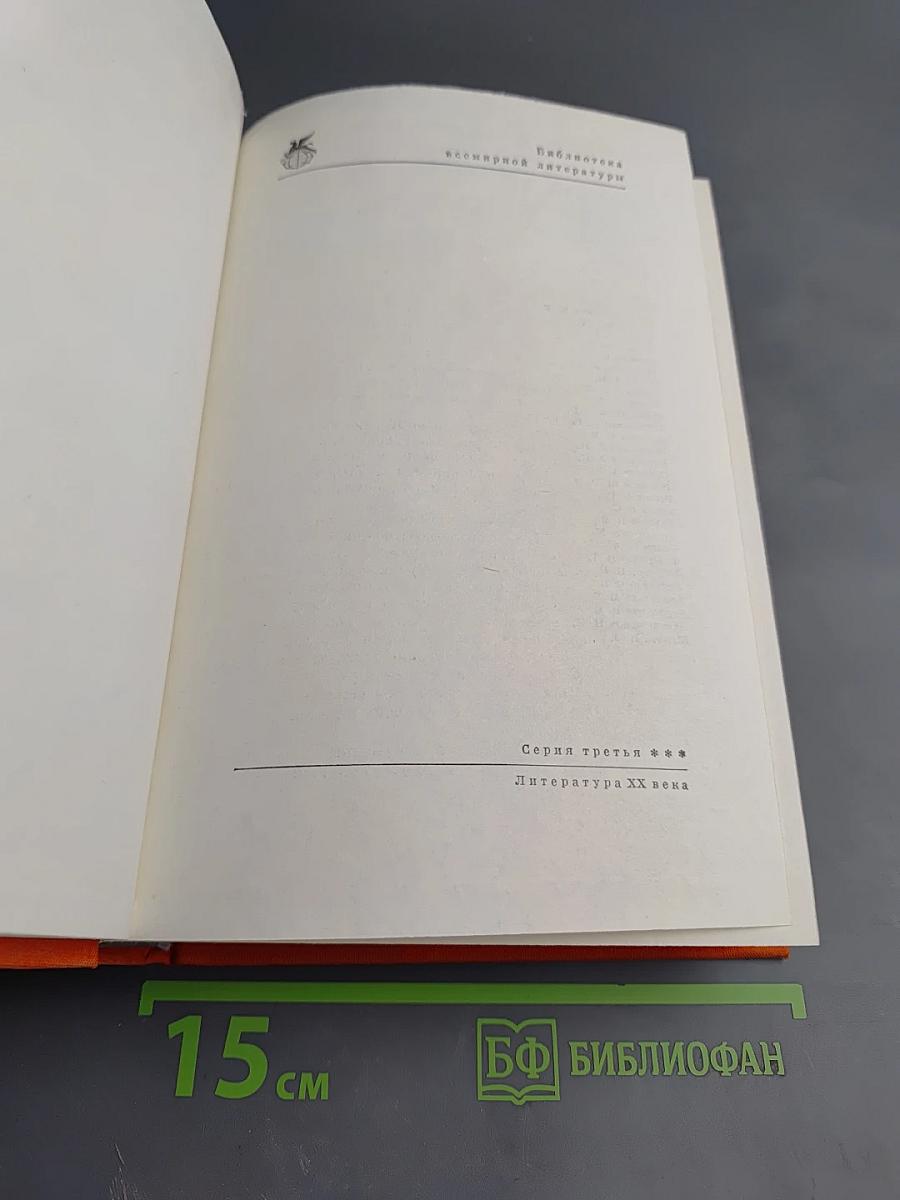 Библиотека
всемирной литературы
Серия третья ***
Литература XX века
15 см
БФ БИБЛИОФАН